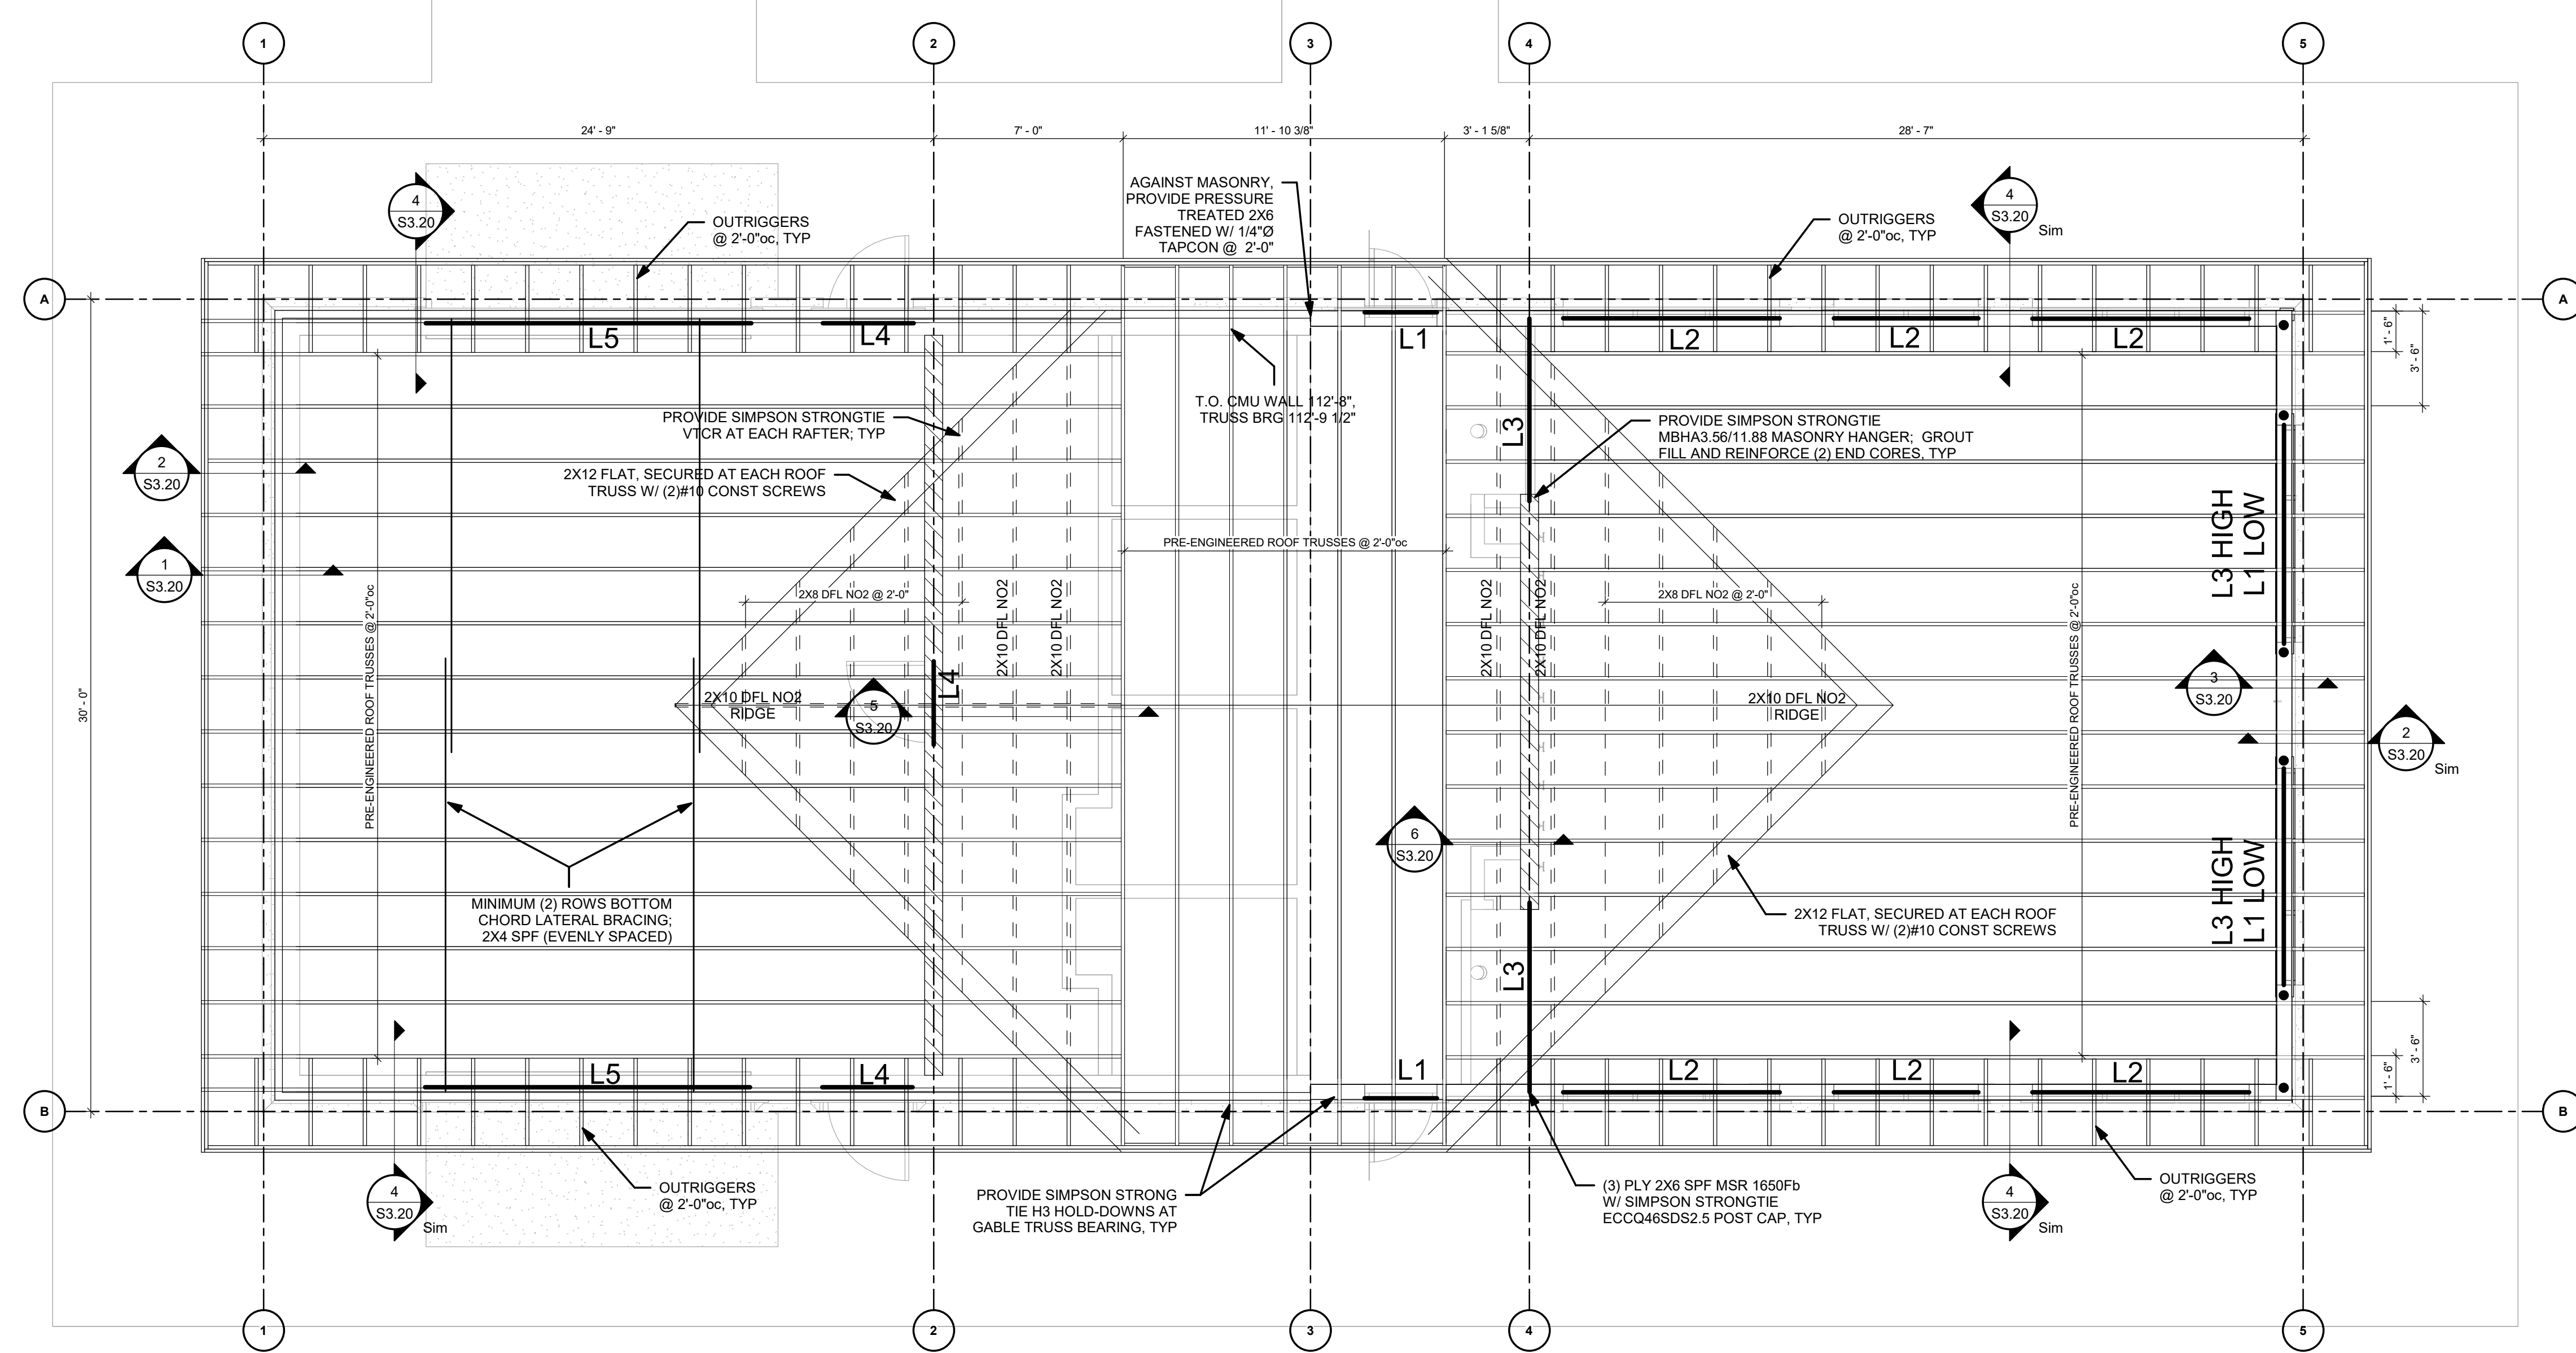 1
2
3
4
5
24' - 9"
7' - 0"
11' - 10 3/8"
3' - 1 5/8"
28' - 7"
4
S3.20
OUTRIGGERS
@ 2'-0"oc, TYP
AGAINST MASONRY,
PROVIDE PRESSURE
TREATED 2X6
FASTENED W/ 1/4"Ø
TAPCON @ 2'-0"
OUTRIGGERS
@ 2'-0"oc, TYP
4
S3.20
Sim
A
A
L5
L4
L1
L2
L2
L2
1' - 6"
3' - 6"
T.O. CMU WALL 112'-8",
TRUSS BRG 112'-9 1/2"
PROVIDE SIMPSON STRONGTIE
VTCR AT EACH RAFTER; TYP
L3
PROVIDE SIMPSON STRONGTIE
MBHA3.56/11.88 MASONRY HANGER; GROUT
FILL AND REINFORCE (2) END CORES, TYP
2
S3.20
2X12 FLAT, SECURED AT EACH ROOF
TRUSS W/ (2)#10 CONST SCREWS
1
S3.20
PRE-ENGINEERED ROOF TRUSSES @ 2'-0"oc
L3 HIGH
L1 LOW
2X8 DFL NO2 @ 2'-0"
2X10 DFL NO2
2X10 DFL NO2
2X10 DFL NO2
2X10 DFL NO2
2X8 DFL NO2 @ 2'-0"
30' - 0"
PRE-ENGINEERED ROOF TRUSSES @ 2'-0"oc
PRE-ENGINEERED ROOF TRUSSES @ 2'-0"oc
2X10 DFL NO2
RIDGE
L4
5
S3.20
2X10 DFL NO2
RIDGE
3
S3.20
2
S3.20
Sim
6
S3.20
L3 HIGH
L1 LOW
MINIMUM (2) ROWS BOTTOM
CHORD LATERAL BRACING;
2X4 SPF (EVENLY SPACED)
2X12 FLAT, SECURED AT EACH ROOF
TRUSS W/ (2)#10 CONST SCREWS
L3
L5
L4
L1
L2
L2
L2
1' - 6"
3' - 6"
B
B
4
S3.20
Sim
OUTRIGGERS
@ 2'-0"oc, TYP
PROVIDE SIMPSON STRONG
TIE H3 HOLD-DOWNS AT
GABLE TRUSS BEARING, TYP
(3) PLY 2X6 SPF MSR 1650Fb
W/ SIMPSON STRONGTIE
ECCQ46SDS2.5 POST CAP, TYP
4
S3.20
Sim
OUTRIGGERS
@ 2'-0"oc, TYP
1
2
3
4
5